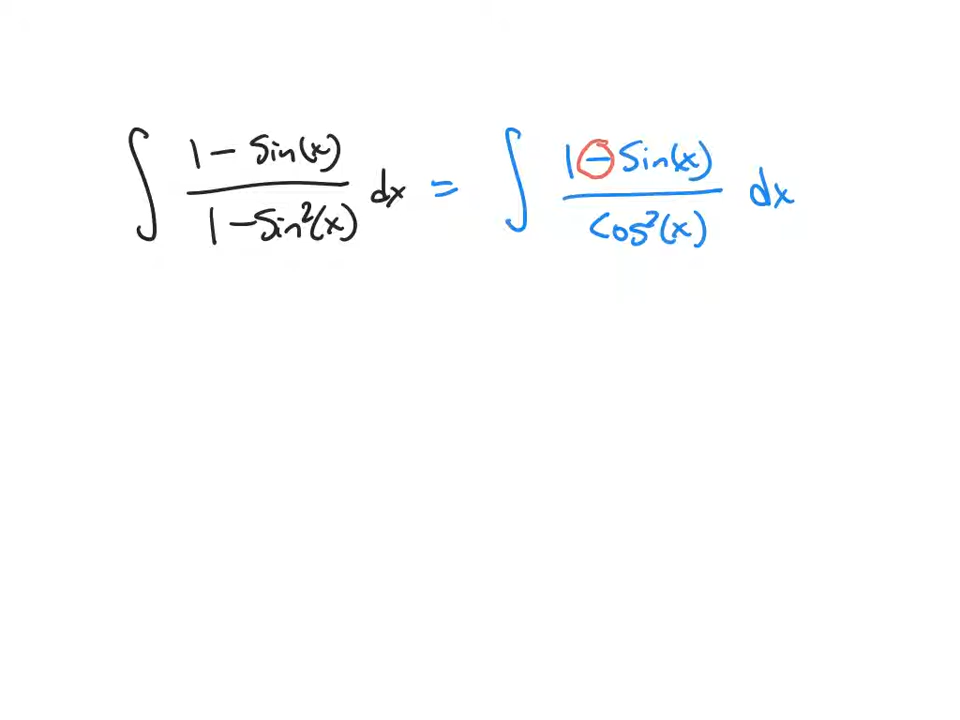 ∫ (1 - Sin(x))/(1 - Sin²(x)) dx = ∫ (1 - Sin(x))/(Cos²(x)) dx